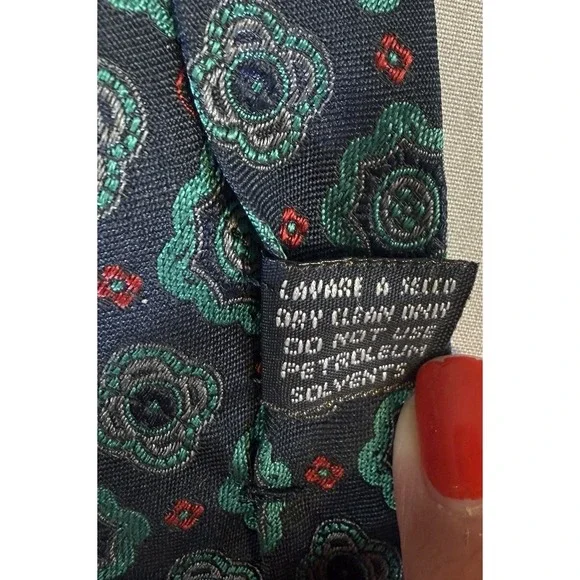 LAVARE A SECCO
DRY CLEAN ONLY
DO NOT USE
PETROLEUM
SOLVENTS